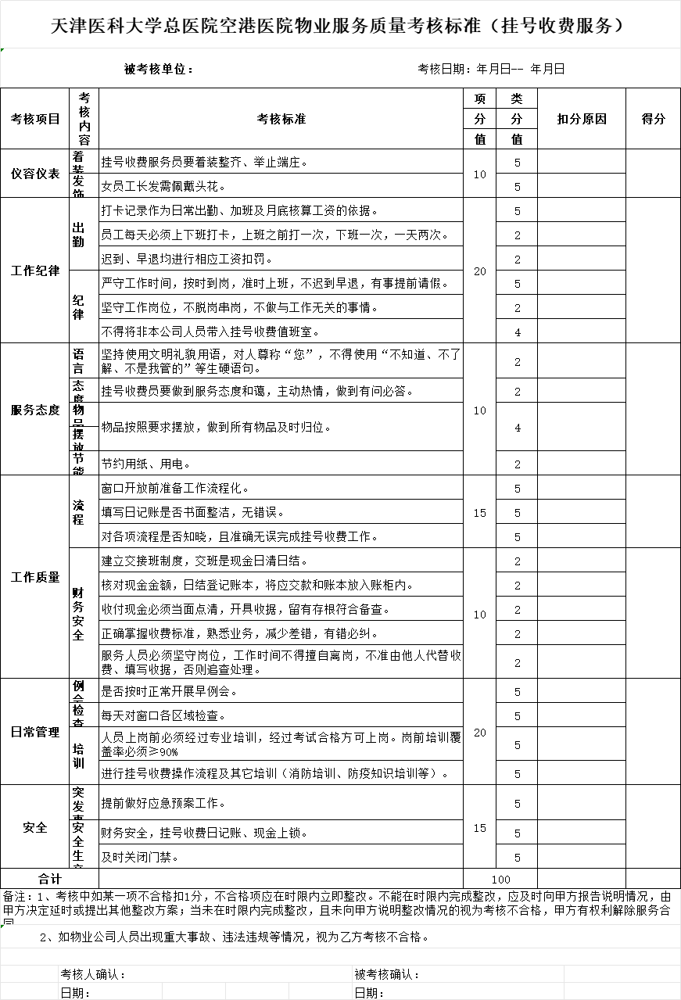 天津医科大学总医院空港医院物业服务质量考核标准（挂号收费服务）
被考核单位： 考核日期：年月日-- 年月日
考核项目 考核内容 考核标准 项分值 类分值 扣分原因 得分
仪容仪表 着装 挂号收费服务员要着装整齐、举止端庄。 10 5
发饰 女员工长发需佩戴头花。 5
工作纪律 出勤 打卡记录作为日常出勤、加班及月底核算工资的依据。 20 5
员工每天必须上下班打卡，上班之前打一次，下班一次，一天两次。 2
迟到、早退均进行相应工资扣罚。 2
纪律 严守工作时间，按时到岗，准时上班，不迟到早退，有事提前请假。 5
坚守工作岗位，不脱岗串岗，不做与工作无关的事情。 2
不得将非本公司人员带入挂号收费值班室。 4
服务态度 语言 坚持使用文明礼貌用语，对人尊称“您”，不得使用“不知道、不了
解、不是我管的”等生硬语句。 10 2
态度 挂号收费员要做到服务态度和蔼，主动热情，做到有问必答。 2
物品摆放 物品按照要求摆放，做到所有物品及时归位。 4
节能 节约用纸、用电。 2
工作质量 流程 窗口开放前准备工作流程化。 15 5
填写日记账是否书面整洁，无错误。 5
对各项流程是否知晓，且准确无误完成挂号收费工作。 5
财务安全 建立交接班制度，交班是现金日清日结。 10 2
核对现金金额，日结登记账本，将应交款和账本放入账柜内。 2
收付现金必须当面点清，开具收据，留有存根符合备查。 2
正确掌握收费标准，熟悉业务，减少差错，有错必纠。 2
服务人员必须坚守岗位，工作时间不得擅自离岗，不准由他人代替收
费、填写收据，否则追查处理。 2
日常管理 例会 是否按时正常开展早例会。 20 5
检查 每天对窗口各区域检查。 5
培训 人员上岗前必须经过专业培训，经过考试合格方可上岗。岗前培训覆
盖率必须≥90% 5
进行挂号收费操作流程及其它培训（消防培训、防疫知识培训等）。 5
安全 突发事 提前做好应急预案工作。 15 5
安全生产 财务安全，挂号收费日记账、现金上锁。 5
及时关闭门禁。 5
合计 100
备注：1、考核中如某一项不合格扣1分，不合格项应在时限内立即整改。不能在时限内完成整改，应及时向甲方报告说明情况，由
甲方决定延时或提出其他整改方案；当未在时限内完成整改，且未向甲方说明整改情况的视为考核不合格，甲方有权利解除服务合
同
2、如物业公司人员出现重大事故、违法违规等情况，视为乙方考核不合格。
考核人确认： 被考核确认：
日期： 日期：